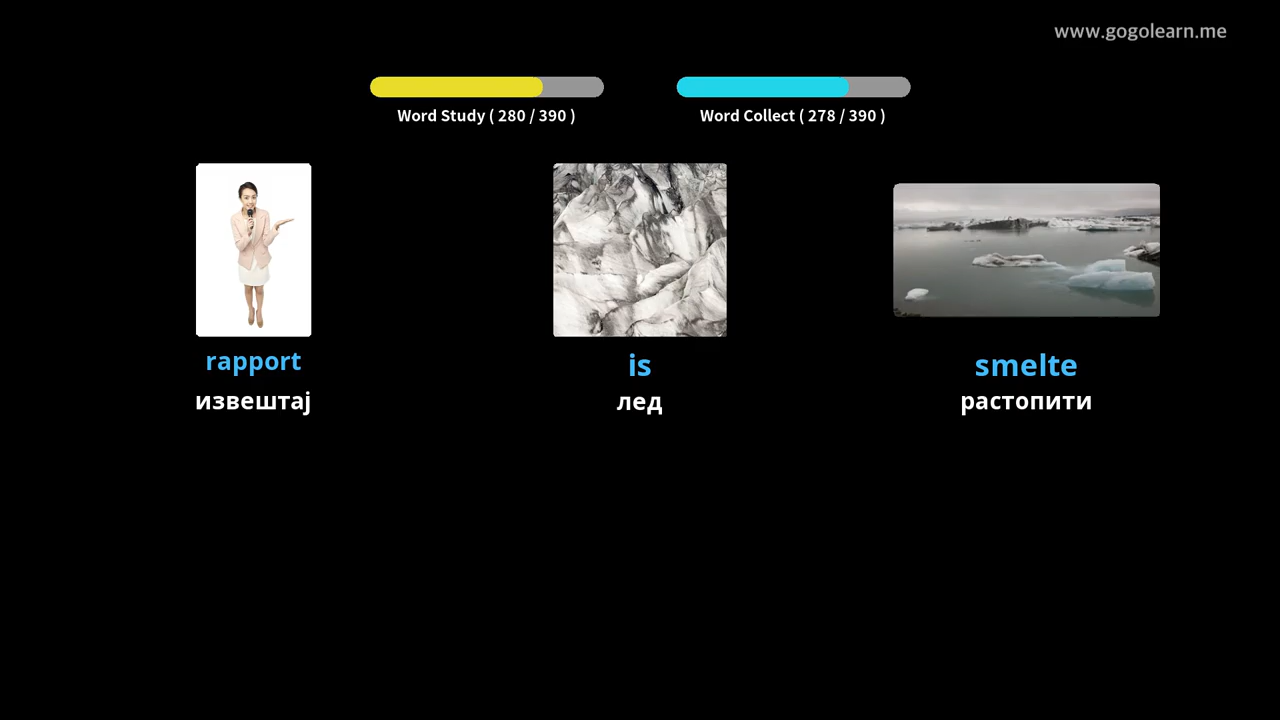 www.gogolearn.me
Word Study ( 280 / 390 )
Word Collect ( 278 / 390 )
rapport
is
smelte
извештај
лед
растопити